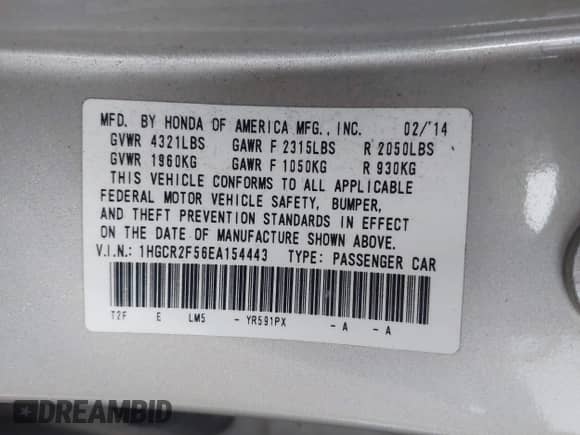 MFD. BY HONDA OF AMERICA MFG., INC. 02/'14
GVWR 4321LBS GAWR F 2315LBS R 2050LBS
GVWR 1960KG GAWR F 1050KG R 930KG
THIS VEHICLE CONFORMS TO ALL APPLICABLE
FEDERAL MOTOR VEHICLE SAFETY, BUMPER,
AND THEFT PREVENTION STANDARDS IN EFFECT
ON THE DATE OF MANUFACTURE SHOWN ABOVE.
V.I.N.: 1HGCR2F56EA154443 TYPE: PASSENGER CAR
T2F E LM5 - YR591PX - A - A
DREAMBID